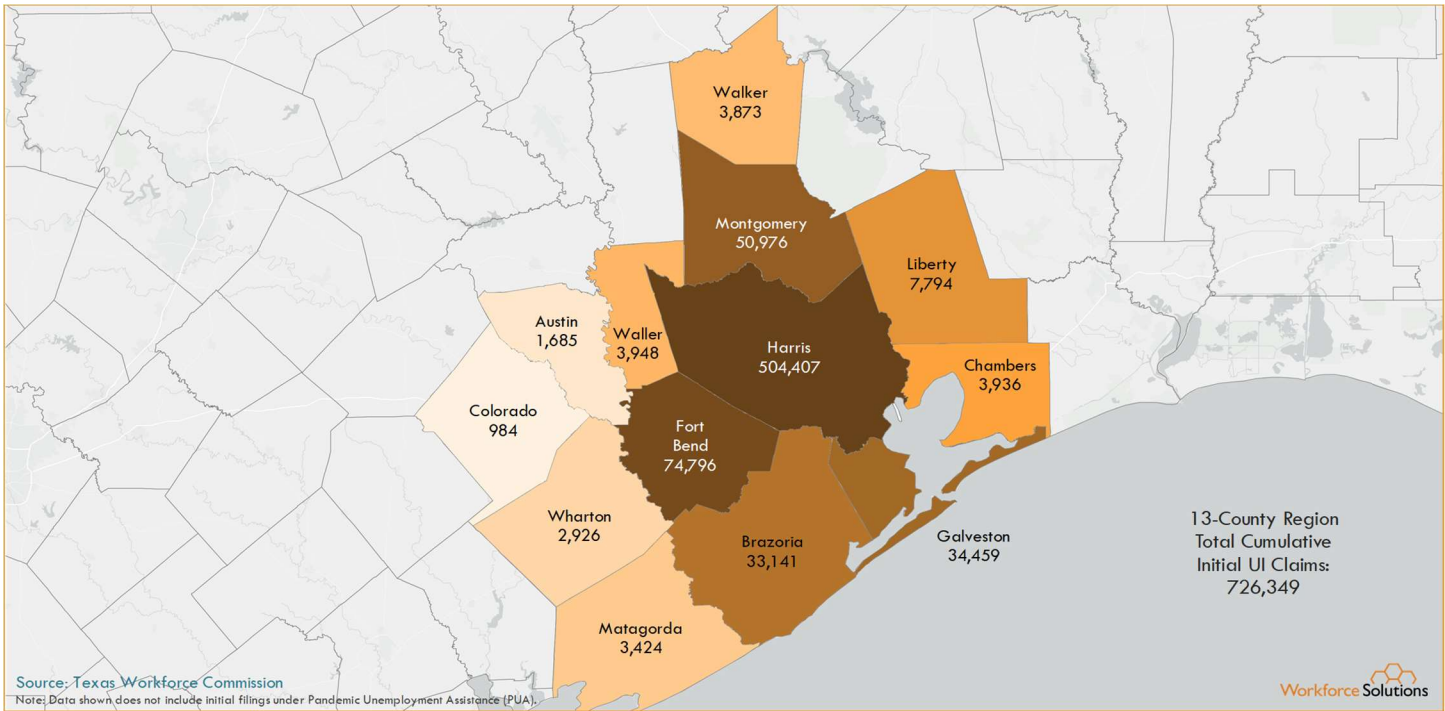 Walker
3,873
Montgomery
50,976
Liberty
7,794
Austin
1,685
Waller
3,948
Harris
504,407
Chambers
3,936
Colorado
984
Fort
Bend
74,796
Wharton
2,926
Brazoria
33,141
Galveston
34,459
Matagorda
3,424
13-County Region
Total Cumulative
Initial UI Claims:
726,349
Source: Texas Workforce Commission
Note: Data shown does not include initial filings under Pandemic Unemployment Assistance (PUA).
Workforce Solutions